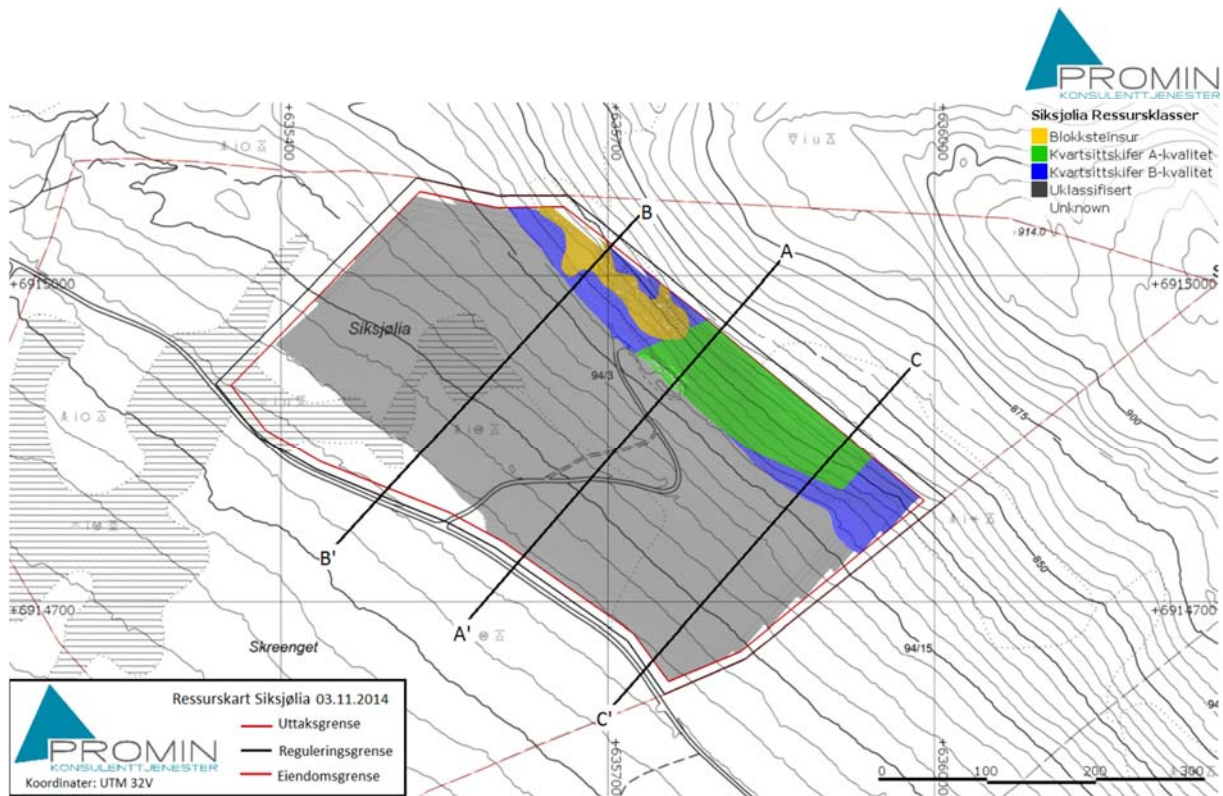 PROMIN
KONSULENTTJENESTER
Siksjølia Ressursklasser
Blokksteinsur
Kvartsittskifer A-kvalitet
Kvartsittskifer B-kvalitet
Uklassifisert
Unknown
+635400
+635700
+636000
914.0
B
A
S
+6915000
+6915000
Siksjølia
94/3
C
875
900
850
B'
A'
+6914700
+6914700
Skreenget
94/15
94
C'
+635700
+636000
PROMIN
KONSULENTTJENESTER
Koordinater: UTM 32V
Ressurskart Siksjølia 03.11.2014
Uttaksgrense
Reguleringsgrense
Eiendomsgrense
0 100 200 300